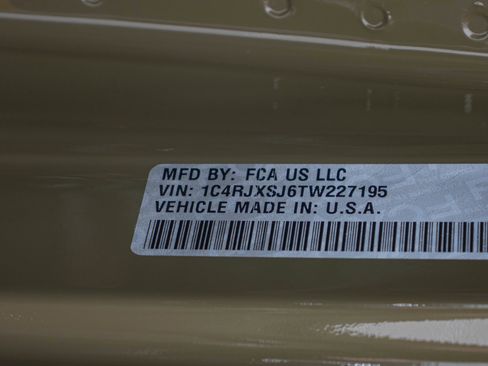 MFD BY: FCA US LLC
VIN: 1C4RJXSJ6TW227195
VEHICLE MADE IN: U.S.A.